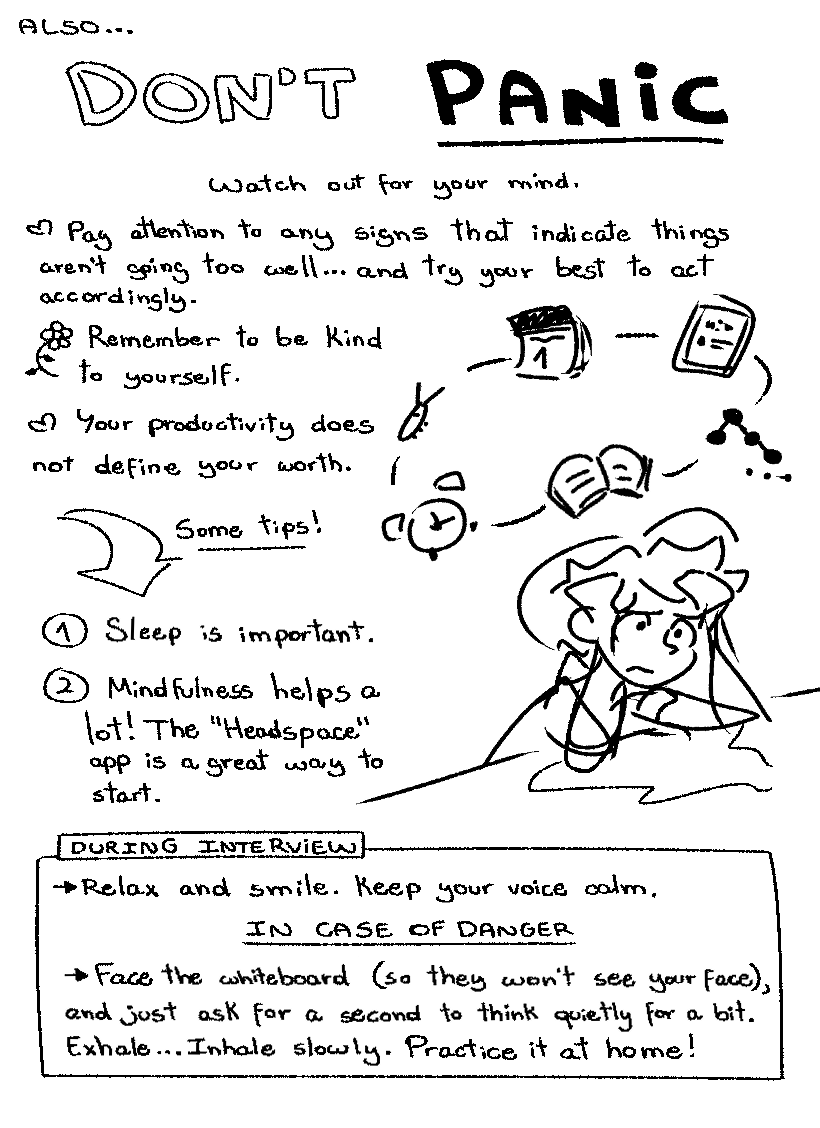 ALSO...
DON'T PANIC
Watch out for your mind.
Pay attention to any signs that indicate things
aren't going too well... and try your best to act
accordingly.
Remember to be kind
to yourself.
Your productivity does
not define your worth.
1
Some tips!
1 Sleep is important.
2 Mindfulness helps a
lot! The "Headspace"
app is a great way to
start.
DURING INTERVIEW
→ Relax and smile. Keep your voice calm.
IN CASE OF DANGER
→ Face the whiteboard (so they won't see your face),
and just ask for a second to think quietly for a bit.
Exhale... Inhale slowly. Practice it at home!